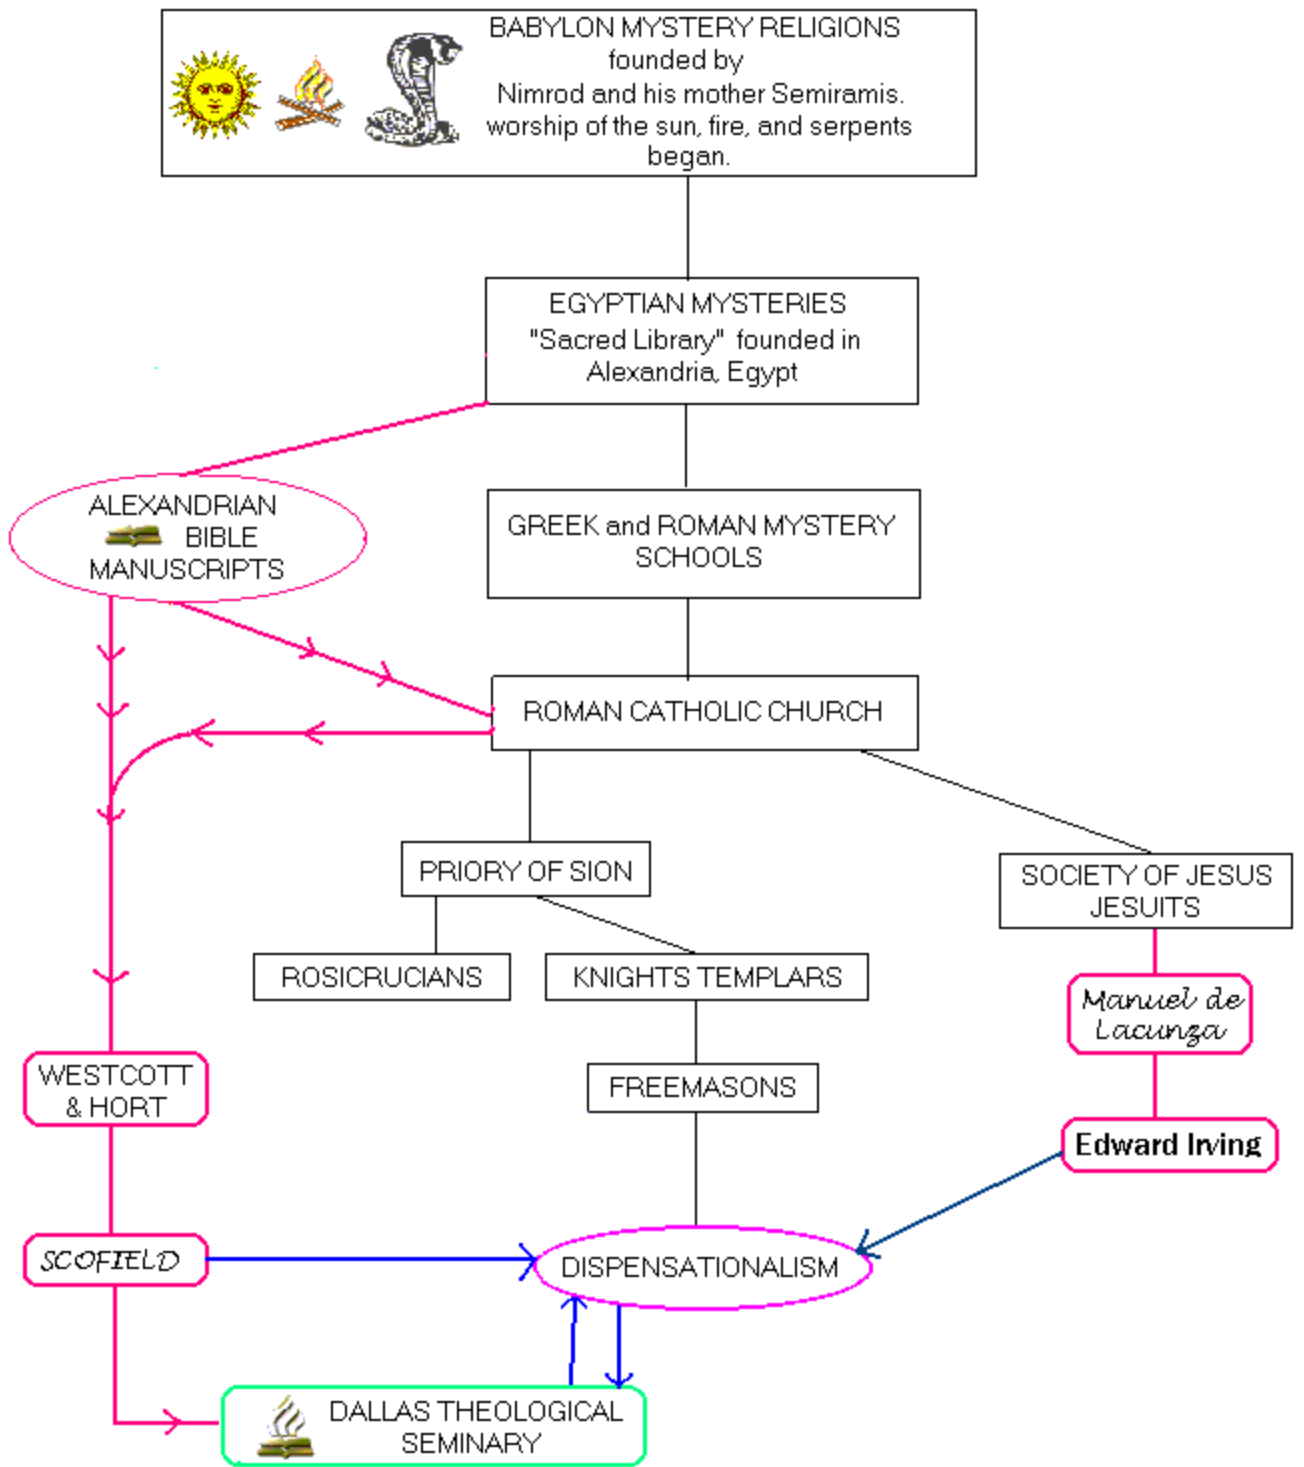 BABYLON MYSTERY RELIGIONS
founded by
Nimrod and his mother Semiramis.
worship of the sun, fire, and serpents
began.
EGYPTIAN MYSTERIES
"Sacred Library" founded in
Alexandria, Egypt
ALEXANDRIAN
BIBLE
MANUSCRIPTS
GREEK and ROMAN MYSTERY
SCHOOLS
ROMAN CATHOLIC CHURCH
PRIORY OF SION
SOCIETY OF JESUS
JESUITS
ROSICRUCIANS
KNIGHTS TEMPLARS
Manuel de
Lacunza
WESTCOTT
& HORT
FREEMASONS
Edward Irving
SCOFIELD
DISPENSATIONALISM
DALLAS THEOLOGICAL
SEMINARY